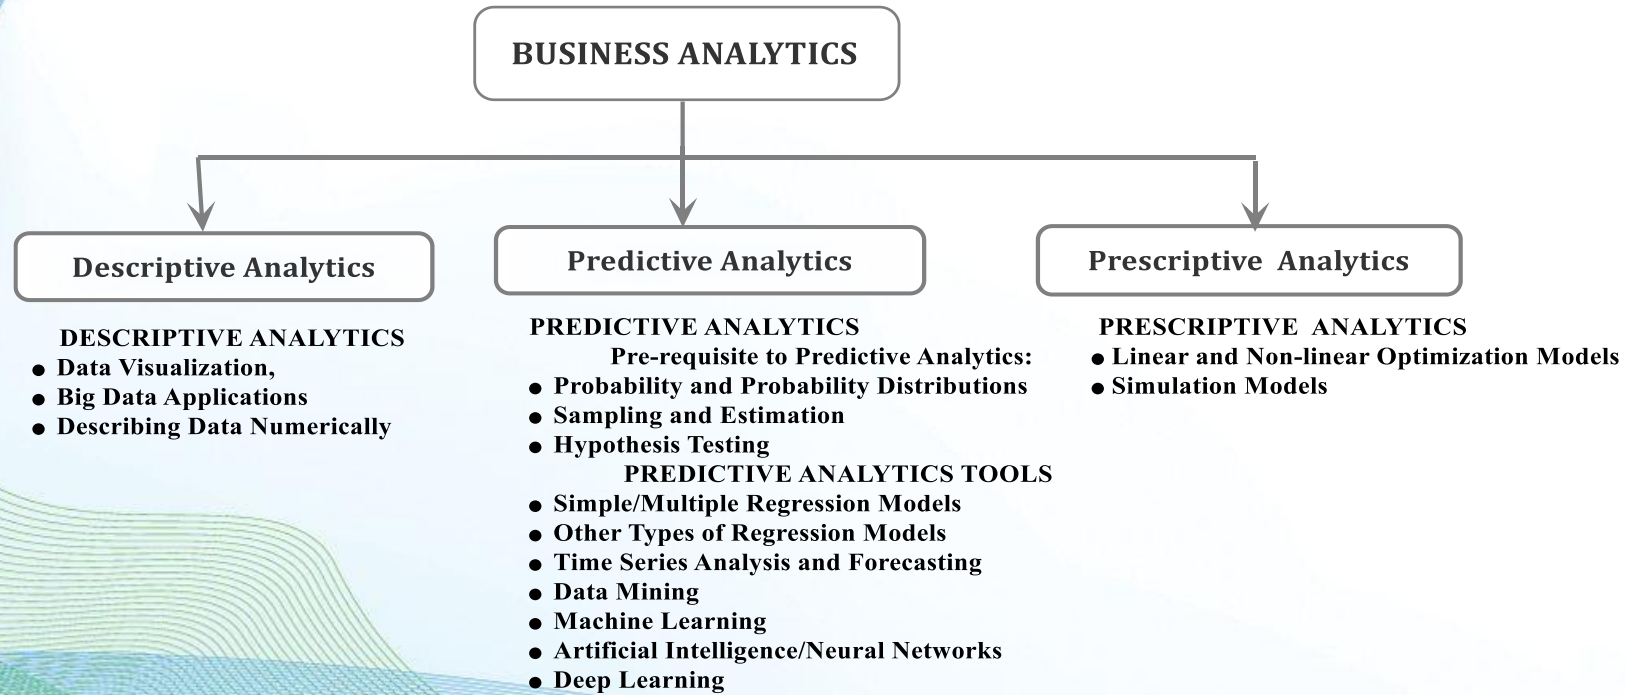 BUSINESS ANALYTICS
Descriptive Analytics
Predictive Analytics
Prescriptive Analytics
DESCRIPTIVE ANALYTICS
● Data Visualization,
● Big Data Applications
● Describing Data Numerically
PREDICTIVE ANALYTICS
Pre-requisite to Predictive Analytics:
● Probability and Probability Distributions
● Sampling and Estimation
● Hypothesis Testing
PREDICTIVE ANALYTICS TOOLS
● Simple/Multiple Regression Models
● Other Types of Regression Models
● Time Series Analysis and Forecasting
● Data Mining
● Machine Learning
● Artificial Intelligence/Neural Networks
● Deep Learning
PRESCRIPTIVE ANALYTICS
● Linear and Non-linear Optimization Models
● Simulation Models